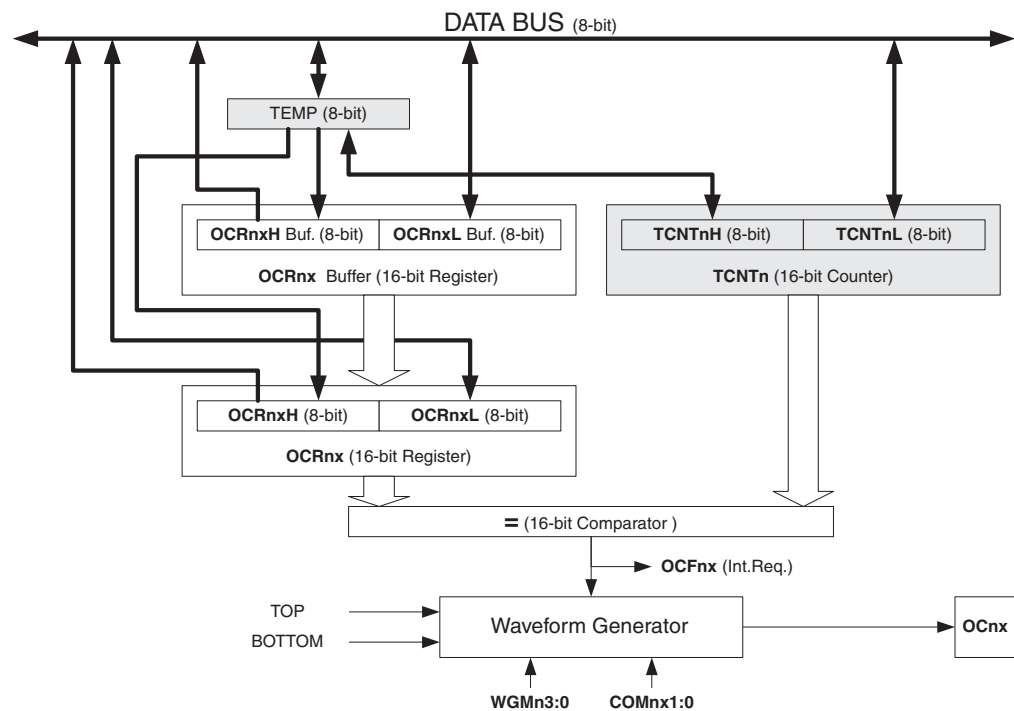 DATA BUS (8-bit)
TEMP (8-bit)
OCRnxH Buf. (8-bit) OCRnxL Buf. (8-bit)
OCRnx Buffer (16-bit Register)
TCNTnH (8-bit) TCNTnL (8-bit)
TCNTn (16-bit Counter)
OCRnxH (8-bit) OCRnxL (8-bit)
OCRnx (16-bit Register)
= (16-bit Comparator )
OCFnx (Int.Req.)
TOP
BOTTOM
Waveform Generator
OCnx
WGMn3:0 COMnx1:0